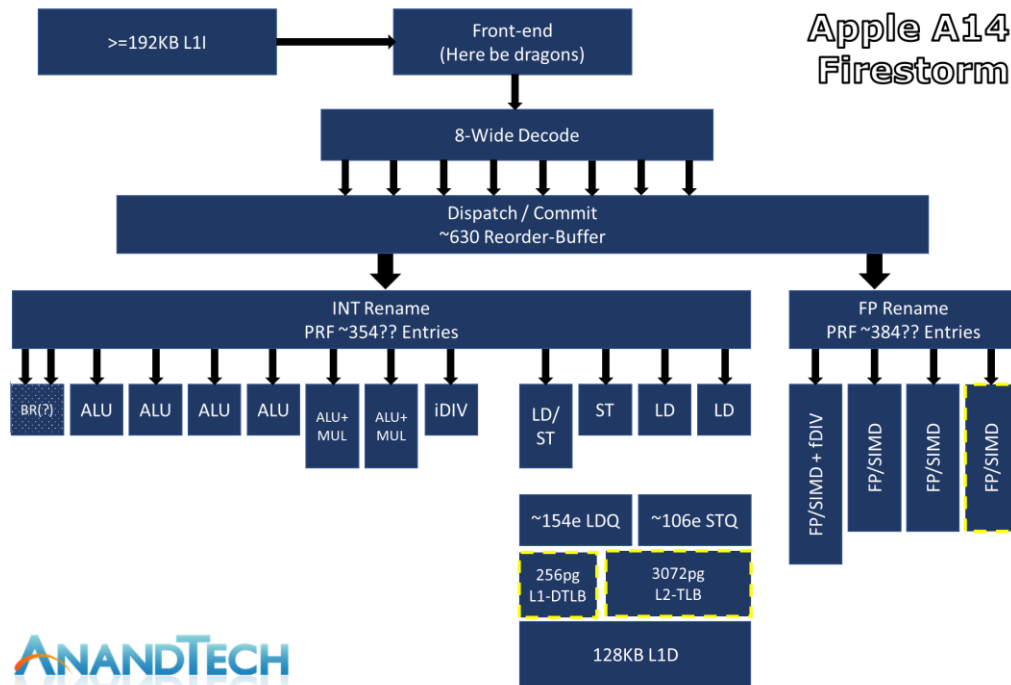 Apple A14
Firestorm
>=192KB L1I
Front-end
(Here be dragons)
8-Wide Decode
Dispatch / Commit
~630 Reorder-Buffer
INT Rename
PRF ~354?? Entries
FP Rename
PRF ~384?? Entries
BR(?)
ALU
ALU
ALU
ALU
ALU+
MUL
ALU+
MUL
iDIV
LD/
ST
ST
LD
LD
FP/SIMD + fDIV
FP/SIMD
FP/SIMD
FP/SIMD
~154e LDQ
~106e STQ
256pg
L1-DTLB
3072pg
L2-TLB
128KB L1D
ANANDTECH